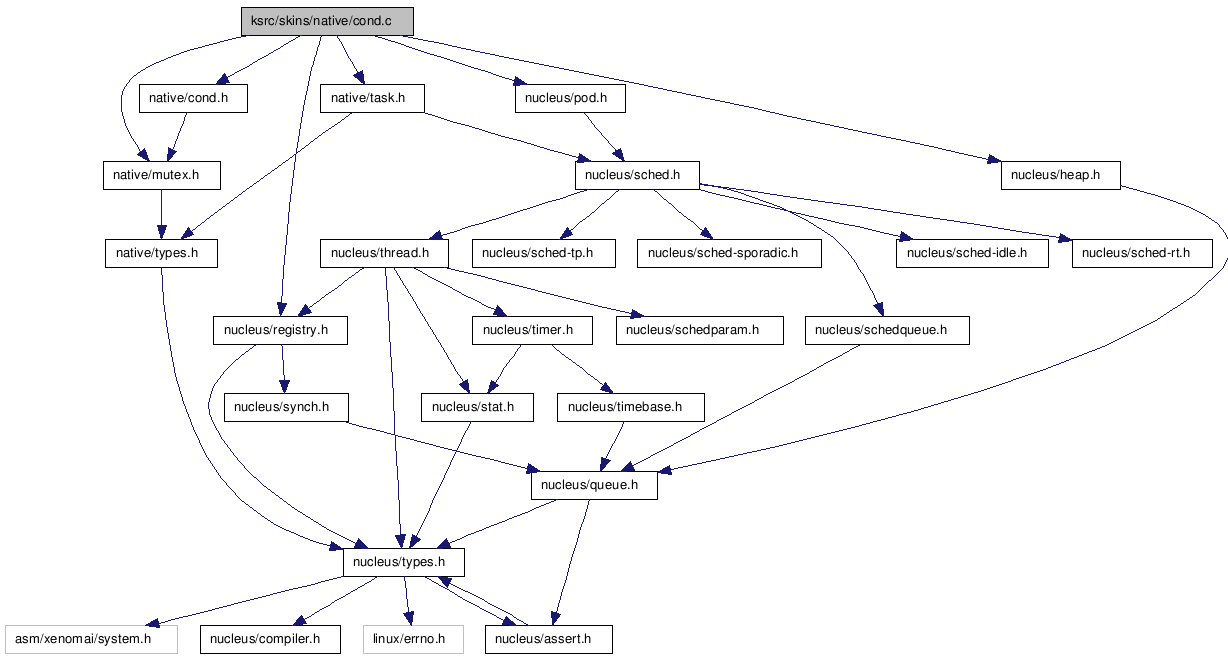 ksrc/skins/native/cond.c
native/cond.h
native/task.h
nucleus/pod.h
native/mutex.h
nucleus/sched.h
nucleus/heap.h
native/types.h
nucleus/thread.h
nucleus/sched-tp.h
nucleus/sched-sporadic.h
nucleus/sched-idle.h
nucleus/sched-rt.h
nucleus/registry.h
nucleus/timer.h
nucleus/schedparam.h
nucleus/schedqueue.h
nucleus/synch.h
nucleus/stat.h
nucleus/timebase.h
nucleus/queue.h
nucleus/types.h
asm/xenomai/system.h
nucleus/compiler.h
linux/errno.h
nucleus/assert.h